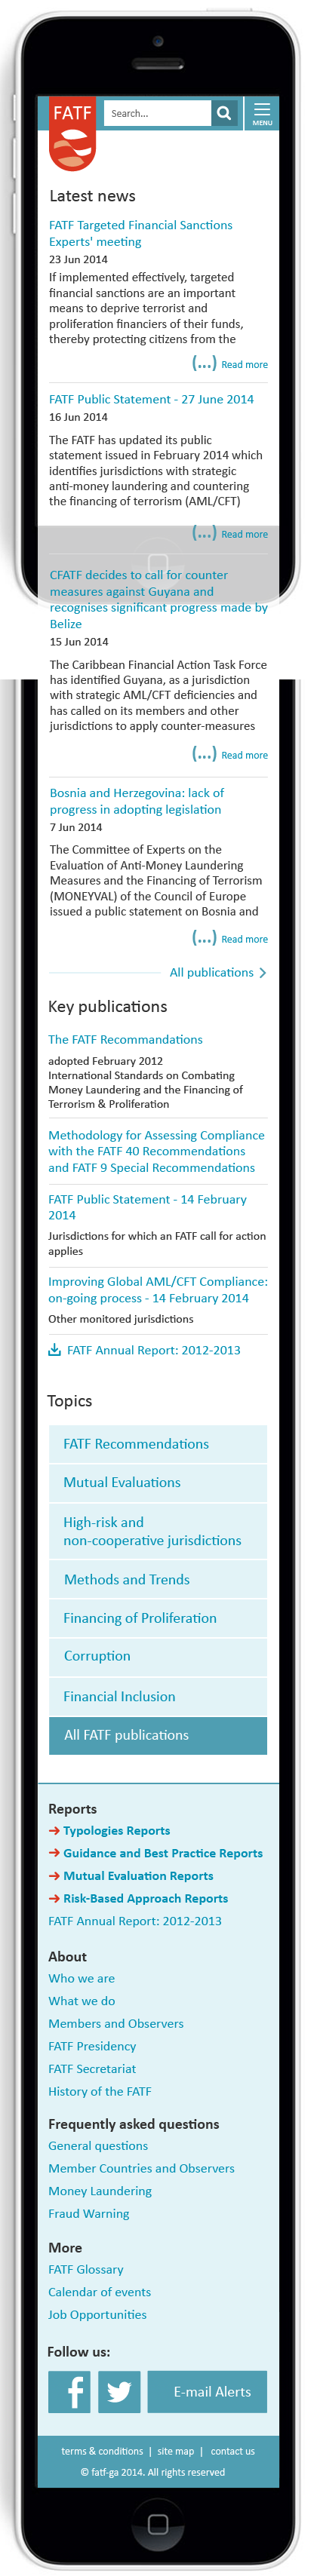 FATF
Search...
MENU
Latest news
FATF Targeted Financial Sanctions
Experts' meeting
23 Jun 2014
If implemented effectively, targeted
financial sanctions are an important
means to deprive terrorist and
proliferation financiers of their funds,
thereby protecting citizens from the
(...) Read more
FATF Public Statement - 27 June 2014
16 Jun 2014
The FATF has updated its public
statement issued in February 2014 which
identifies jurisdictions with strategic
anti-money laundering and countering
the financing of terrorism (AML/CFT)
(...) Read more
CFATF decides to call for counter
measures against Guyana and
recognises significant progress made by
Belize
15 Jun 2014
The Caribbean Financial Action Task Force
has identified Guyana, as a jurisdiction
with strategic AML/CFT deficiencies and
has called on its members and other
jurisdictions to apply counter-measures
(...) Read more
Bosnia and Herzegovina: lack of
progress in adopting legislation
7 Jun 2014
The Committee of Experts on the
Evaluation of Anti-Money Laundering
Measures and the Financing of Terrorism
(MONEYVAL) of the Council of Europe
issued a public statement on Bosnia and
(...) Read more
All publications
Key publications
The FATF Recommandations
adopted February 2012
International Standards on Combating
Money Laundering and the Financing of
Terrorism & Proliferation
Methodology for Assessing Compliance
with the FATF 40 Recommendations
and FATF 9 Special Recommendations
FATF Public Statement - 14 February
2014
Jurisdictions for which an FATF call for action
applies
Improving Global AML/CFT Compliance:
on-going process - 14 February 2014
Other monitored jurisdictions
FATF Annual Report: 2012-2013
Topics
FATF Recommendations
Mutual Evaluations
High-risk and
non-cooperative jurisdictions
Methods and Trends
Financing of Proliferation
Corruption
Financial Inclusion
All FATF publications
Reports
Typologies Reports
Guidance and Best Practice Reports
Mutual Evaluation Reports
Risk-Based Approach Reports
FATF Annual Report: 2012-2013
About
Who we are
What we do
Members and Observers
FATF Presidency
FATF Secretariat
History of the FATF
Frequently asked questions
General questions
Member Countries and Observers
Money Laundering
Fraud Warning
More
FATF Glossary
Calendar of events
Job Opportunities
Follow us:
E-mail Alerts
terms & conditions | site map | contact us
© fatf-ga 2014. All rights reserved